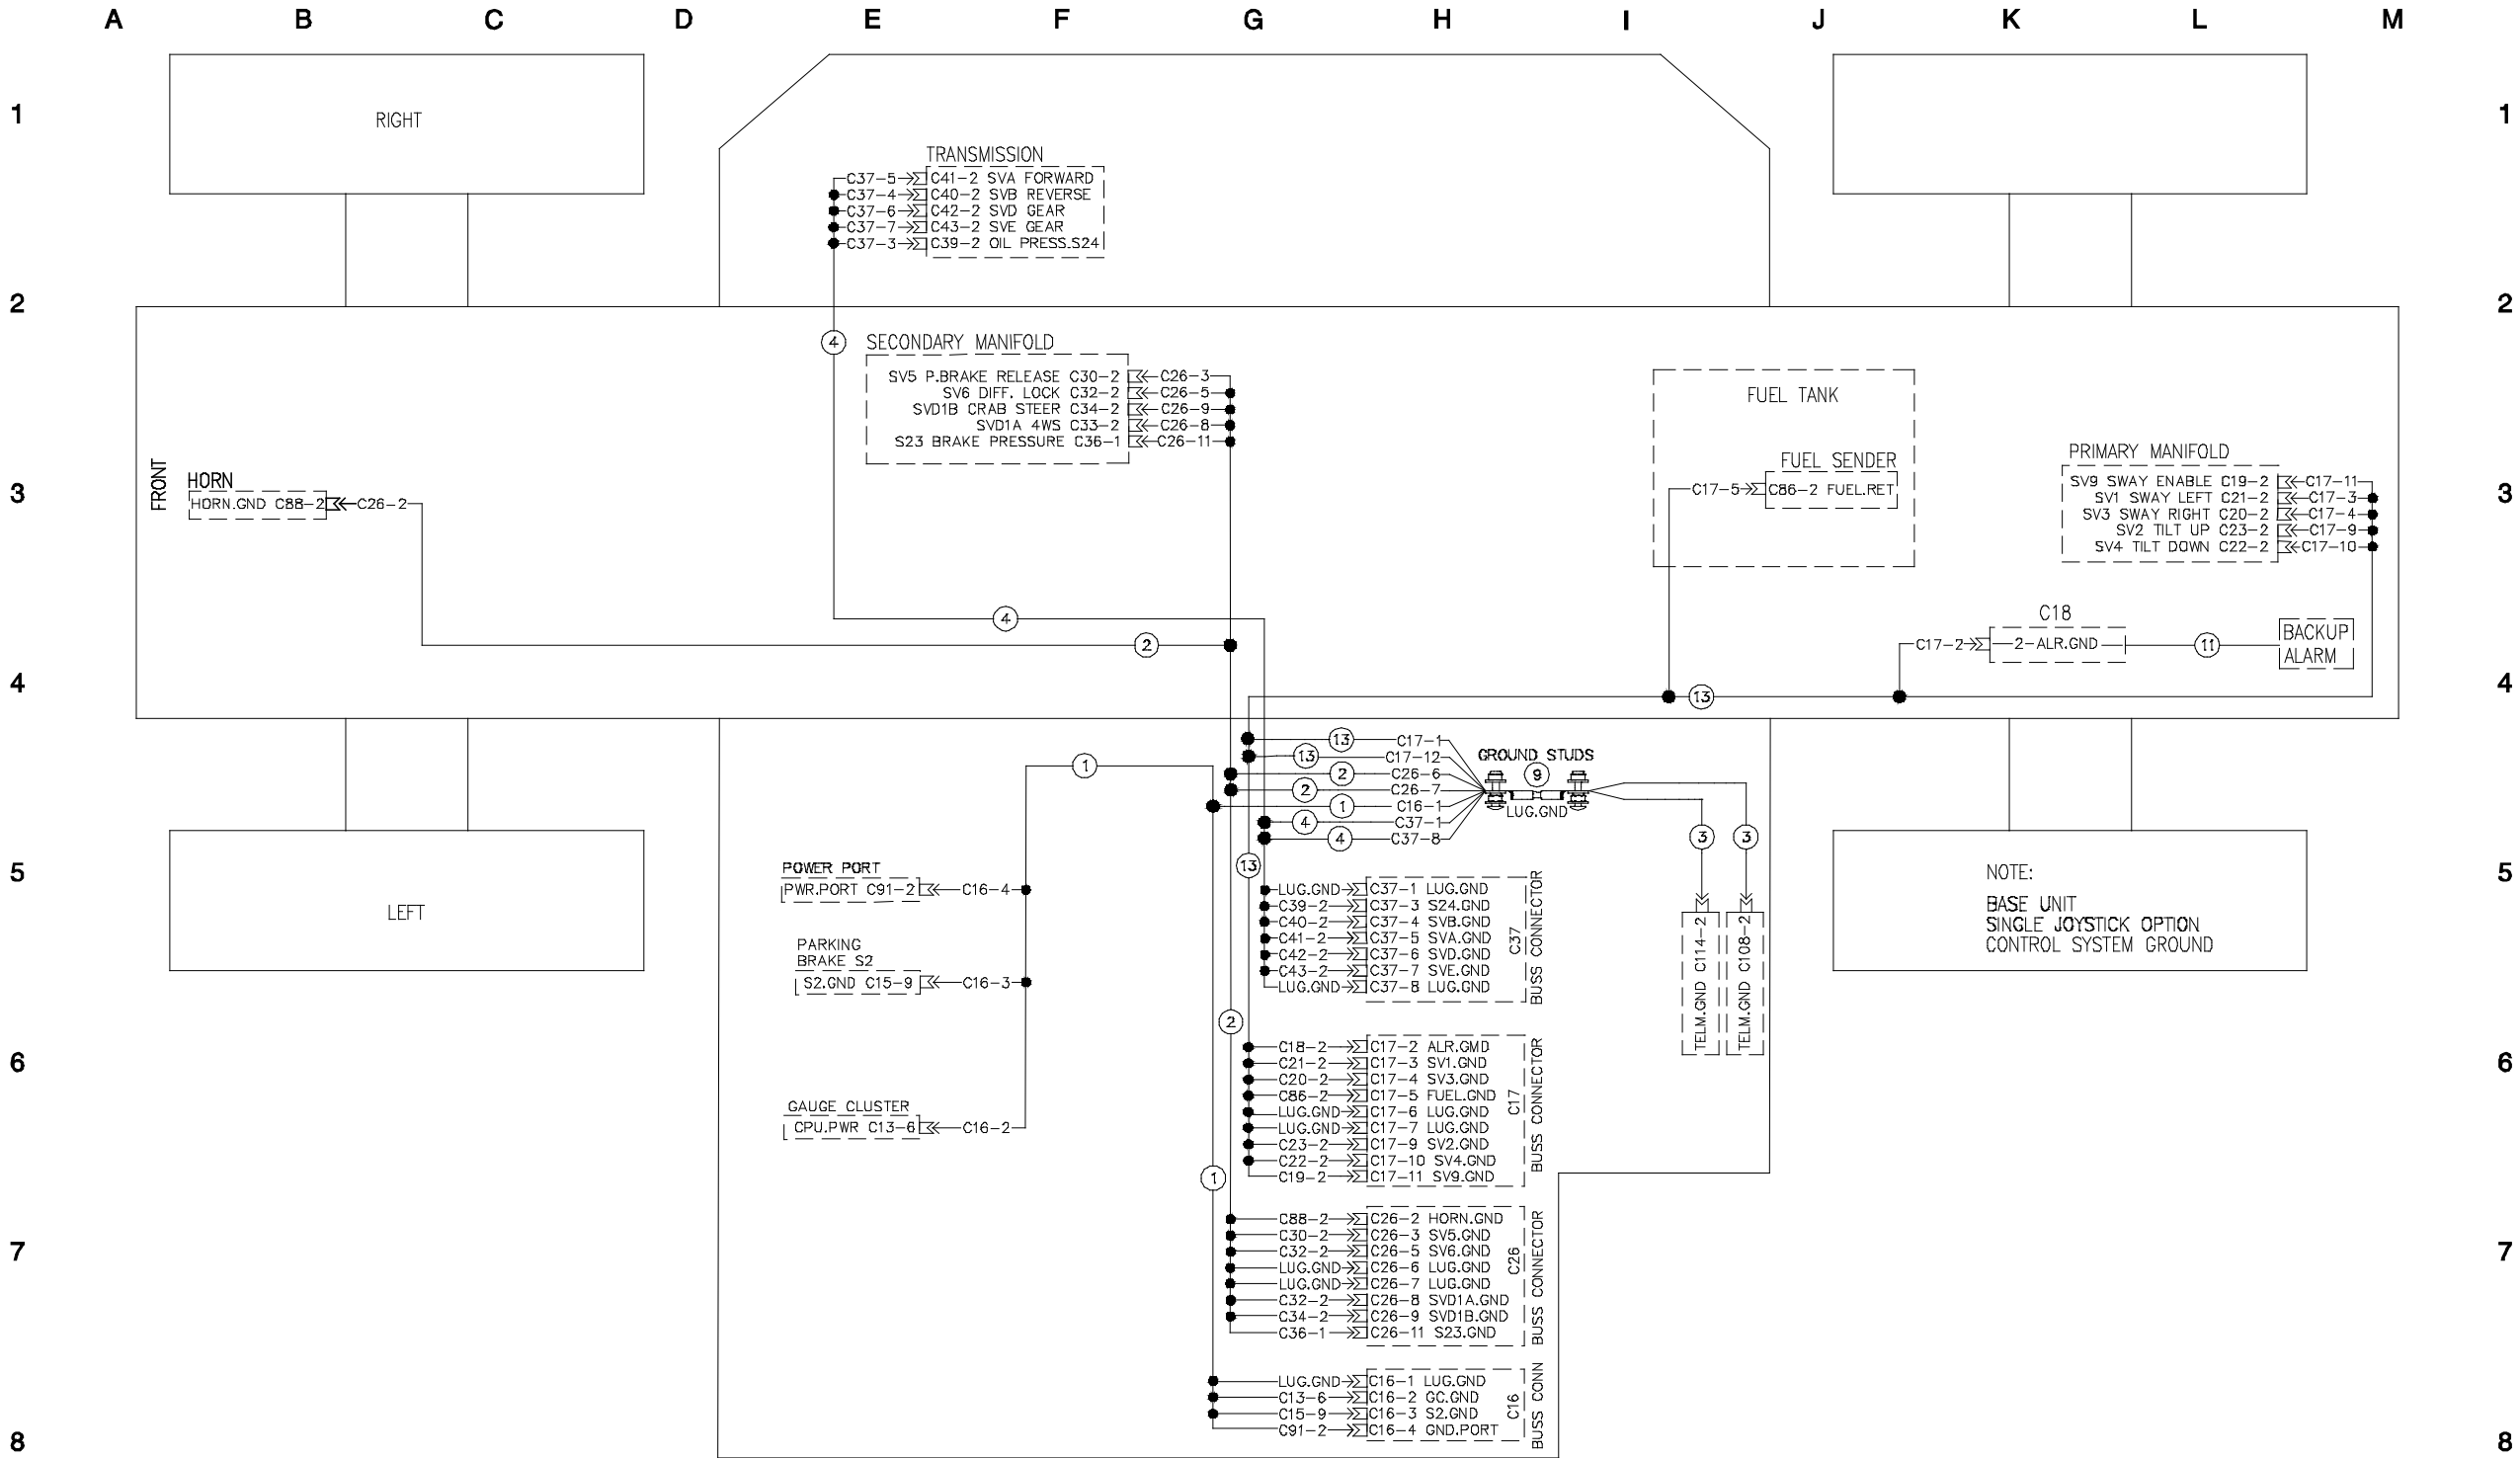 A B C D E F G H I J K L M
1 1
RIGHT
TRANSMISSION
C37-5 C41-2 SVA FORWARD
C37-4 C40-2 SVB REVERSE
C37-6 C42-2 SVD GEAR
C37-7 C43-2 SVE GEAR
C37-3 C39-2 OIL PRESS.S24
2 2
4
SECONDARY MANIFOLD
SV5 P.BRAKE RELEASE C30-2 C26-3
SV6 DIFF. LOCK C32-2 C26-5
SVD1B CRAB STEER C34-2 C26-9
SVD1A 4WS C33-2 C26-8
S23 BRAKE PRESSURE C36-1 C26-11
FUEL TANK
FUEL SENDER
C17-5 C86-2 FUEL.RET
PRIMARY MANIFOLD
SV9 SWAY ENABLE C19-2 C17-11
SV1 SWAY LEFT C21-2 C17-3
SV3 SWAY RIGHT C20-2 C17-4
SV2 TILT UP C23-2 C17-9
SV4 TILT DOWN C22-2 C17-10
3 3
FRONT
HORN
HORN.GND C88-2 C26-2
4
2
C18
C17-2 2-ALR.GND 11
BACKUP
ALARM
4 4
13
13 C17-1
13 C17-12
2 C26-6
2 C26-7
1 C16-1
4 C37-1
4 C37-8
GROUND STUDS
9
LUG.GND
1
3 3
TELM.GND C114-2
TELM.GND C108-2
5 5
LEFT
POWER PORT
PWR.PORT C91-2 C16-4
PARKING
BRAKE S2
S2.GND C15-9 C16-3
GAUGE CLUSTER
CPU.PWR C13-6 C16-2
13
LUG.GND C37-1 LUG.GND
C39-2 C37-3 S24.GND
C40-2 C37-4 SVB.GND
C41-2 C37-5 SVA.GND
C42-2 C37-6 SVD.GND
C43-2 C37-7 SVE.GND
LUG.GND C37-8 LUG.GND
C37
BUSS CONNECTOR
NOTE:
BASE UNIT
SINGLE JOYSTICK OPTION
CONTROL SYSTEM GROUND
2
6 6
C18-2 C17-2 ALR.GMD
C21-2 C17-3 SV1.GND
C20-2 C17-4 SV3.GND
C86-2 C17-5 FUEL.GND
LUG.GND C17-6 LUG.GND
LUG.GND C17-7 LUG.GND
C23-2 C17-9 SV2.GND
C22-2 C17-10 SV4.GND
C19-2 C17-11 SV9.GND
C17
BUSS CONNECTOR
1
7 7
C88-2 C26-2 HORN.GND
C30-2 C26-3 SV5.GND
C32-2 C26-5 SV6.GND
LUG.GND C26-6 LUG.GND
LUG.GND C26-7 LUG.GND
C32-2 C26-8 SVD1A.GND
C34-2 C26-9 SVD1B.GND
C36-1 C26-11 S23.GND
C26
BUSS CONNECTOR
LUG.GND C16-1 LUG.GND
C13-6 C16-2 GC.GND
C15-9 C16-3 S2.GND
C91-2 C16-4 GND.PORT
C16
BUSS CONN
8 8